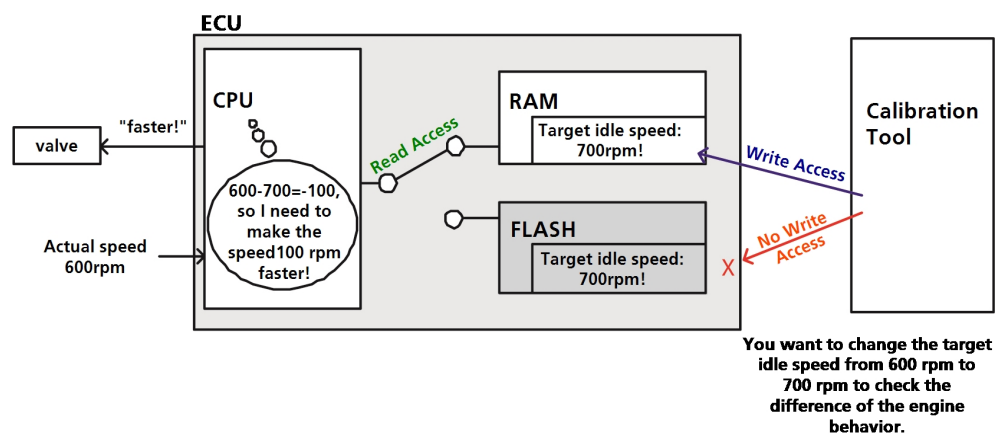 ECU
CPU
"faster!"
valve
600-700=-100,
so I need to
make the
speed100 rpm
faster!
Actual speed
600rpm
Read Access
RAM
Target idle speed:
700rpm!
FLASH
Target idle speed:
700rpm!
Write Access
No Write
Access
X
Calibration
Tool
You want to change the target
idle speed from 600 rpm to
700 rpm to check the
difference of the engine
behavior.